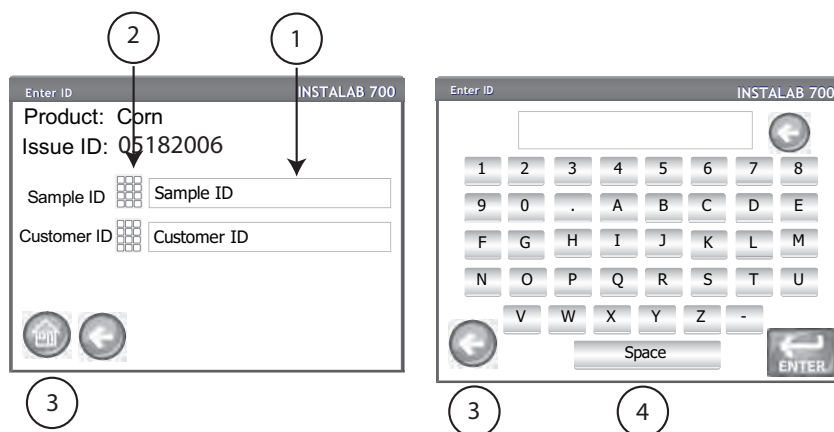 2
1
Enter ID
INSTALAB 700
Product: Corn
Issue ID: 05182006
Sample ID
Sample ID
Customer ID
Customer ID
3
Enter ID
INSTALAB 700
1 2 3 4 5 6 7 8
9 0 . A B C D E
F G H I J K L M
N O P Q R S T U
V W X Y Z -
Space
ENTER
3
4